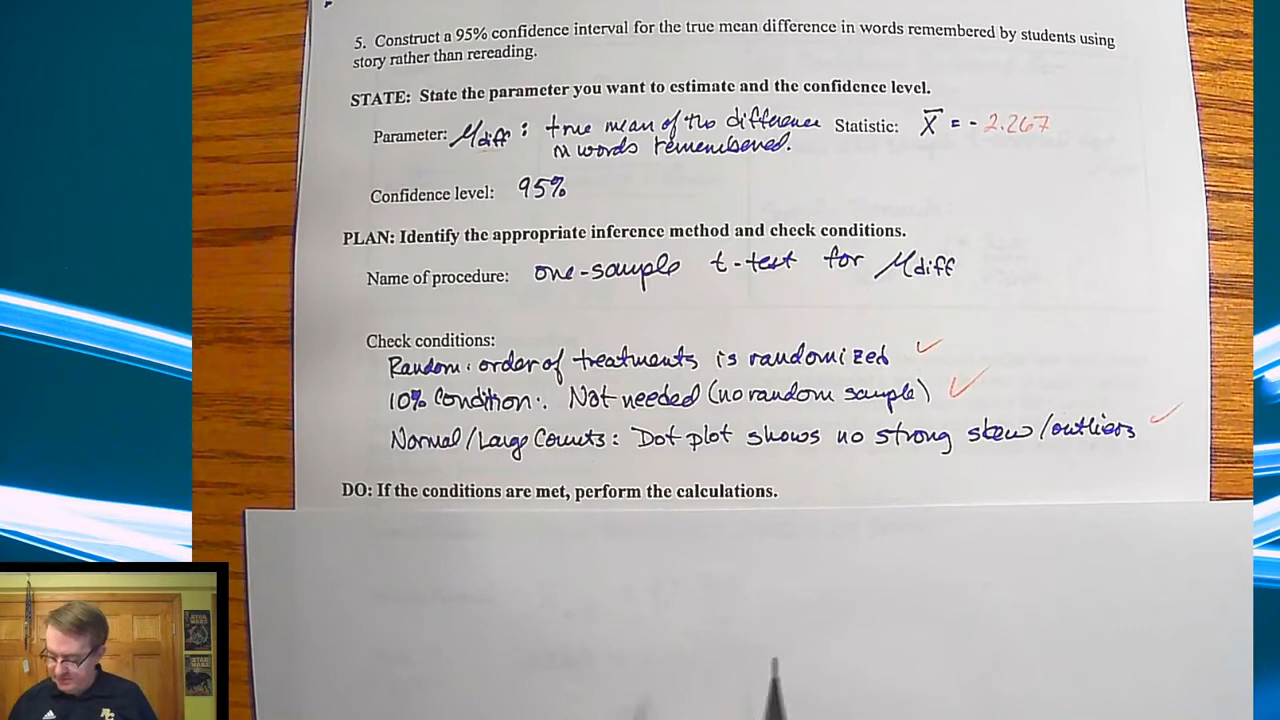 5. Construct a 95% confidence interval for the true mean difference in words remembered by students using
story rather than rereading.
STATE: State the parameter you want to estimate and the confidence level.
Parameter: μdiff : true mean of the difference Statistic: x̄ = - 2.267
in words remembered.
Confidence level: 95%
PLAN: Identify the appropriate inference method and check conditions.
Name of procedure: one-sample t-test for μdiff
Check conditions:
Random: order of treatments is randomized ✓
10% Condition: Not needed (no random sample) ✓
Normal/Large Counts: Dot plot shows no strong skew/outliers ✓
DO: If the conditions are met, perform the calculations.
STAR
WARS
STAR
WARS